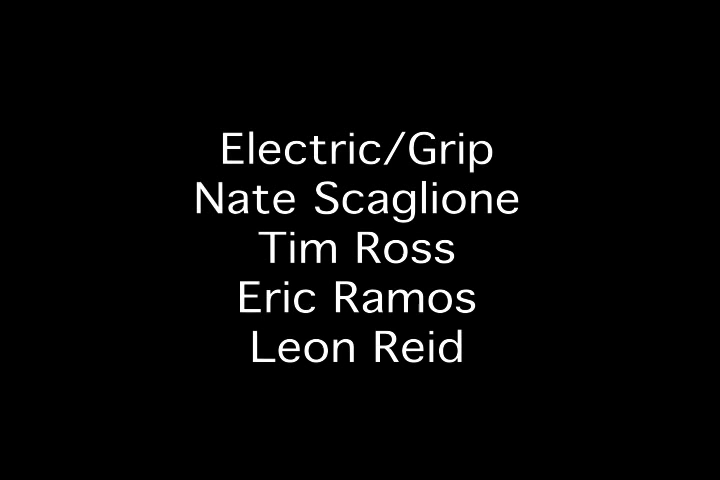 Electric/Grip
Nate Scaglione
Tim Ross
Eric Ramos
Leon Reid